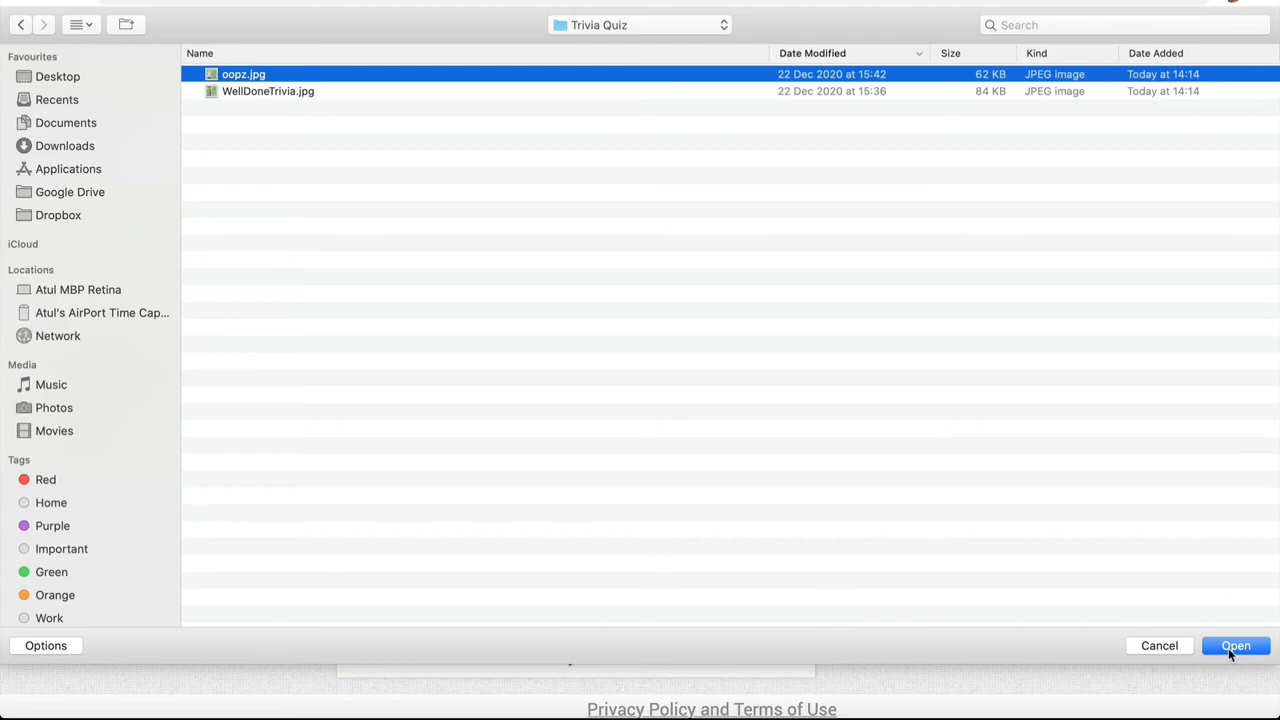 Trivia Quiz
Search
Favourites
Desktop
Recents
Documents
Downloads
Applications
Google Drive
Dropbox
iCloud
Locations
Atul MBP Retina
Atul's AirPort Time Cap...
Network
Media
Music
Photos
Movies
Tags
Red
Home
Purple
Important
Green
Orange
Work
Name Date Modified Size Kind Date Added
oopz.jpg 22 Dec 2020 at 15:42 62 KB JPEG image Today at 14:14
WellDoneTrivia.jpg 22 Dec 2020 at 15:36 84 KB JPEG image Today at 14:14
Options Cancel Open
Privacy Policy and Terms of Use